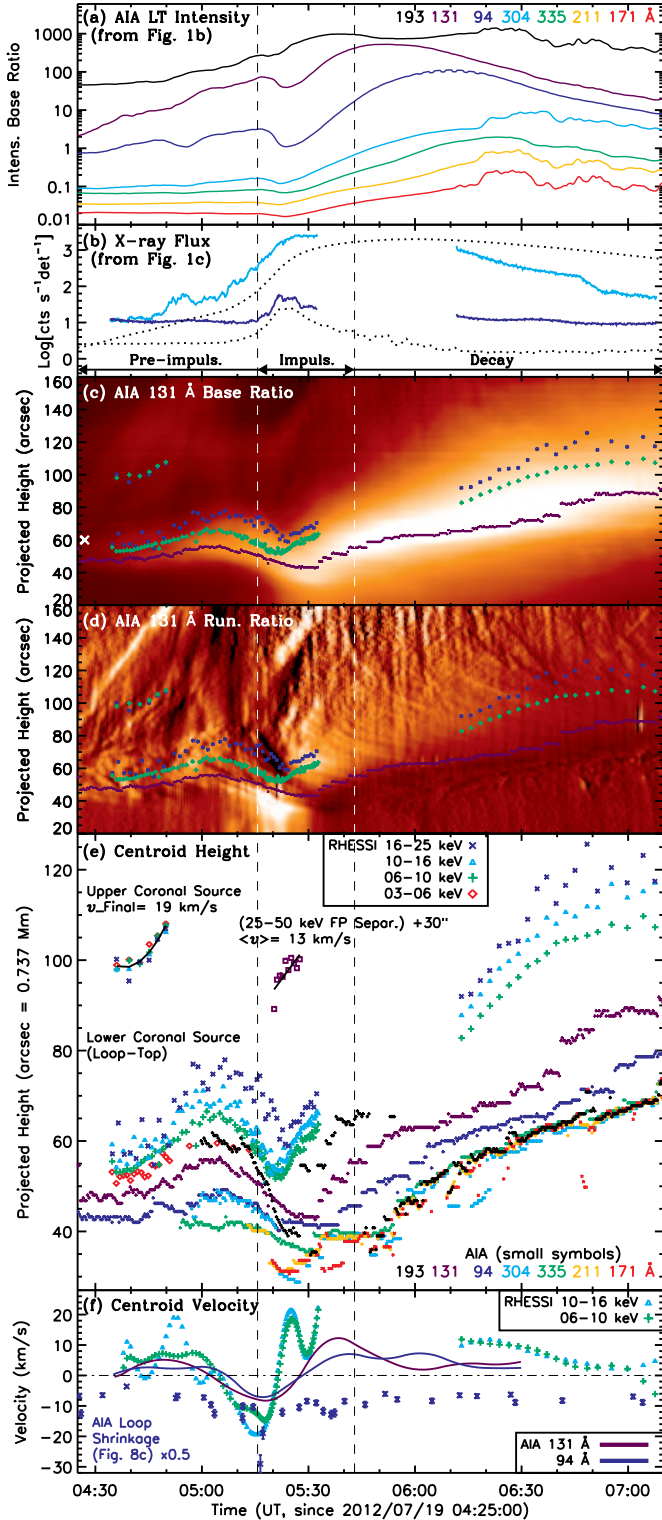 (a) AIA LT Intensity
(from Fig. 1b)
193 131 94 304 335 211 171 Å
1000
100
10
1
0.1
0.01
Intens. Base Ratio
(b) X-ray Flux
(from Fig. 1c)
3
2
1
0
Log[cts s⁻¹det⁻¹]
Pre-impuls.
Impuls.
Decay
(c) AIA 131 Å Base Ratio
160
140
120
100
80
60
40
20
Projected Height (arcsec)
(d) AIA 131 Å Run. Ratio
160
140
120
100
80
60
40
20
Projected Height (arcsec)
(e) Centroid Height
RHESSI 16-25 keV
10-16 keV
06-10 keV
03-06 keV
Upper Coronal Source
v_Final= 19 km/s
(25-50 keV FP Separ.) +30"
<v>= 13 km/s
Lower Coronal Source
(Loop-Top)
120
100
80
60
40
Projected Height (arcsec = 0.737 Mm)
AIA (small symbols)
193 131 94 304 335 211 171 Å
(f) Centroid Velocity
RHESSI 10-16 keV
06-10 keV
20
10
0
-10
-20
-30
Velocity (km/s)
AIA Loop
Shrinkage
(Fig. 8c) x0.5
AIA 131 Å
94 Å
04:30 05:00 05:30 06:00 06:30 07:00
Time (UT, since 2012/07/19 04:25:00)